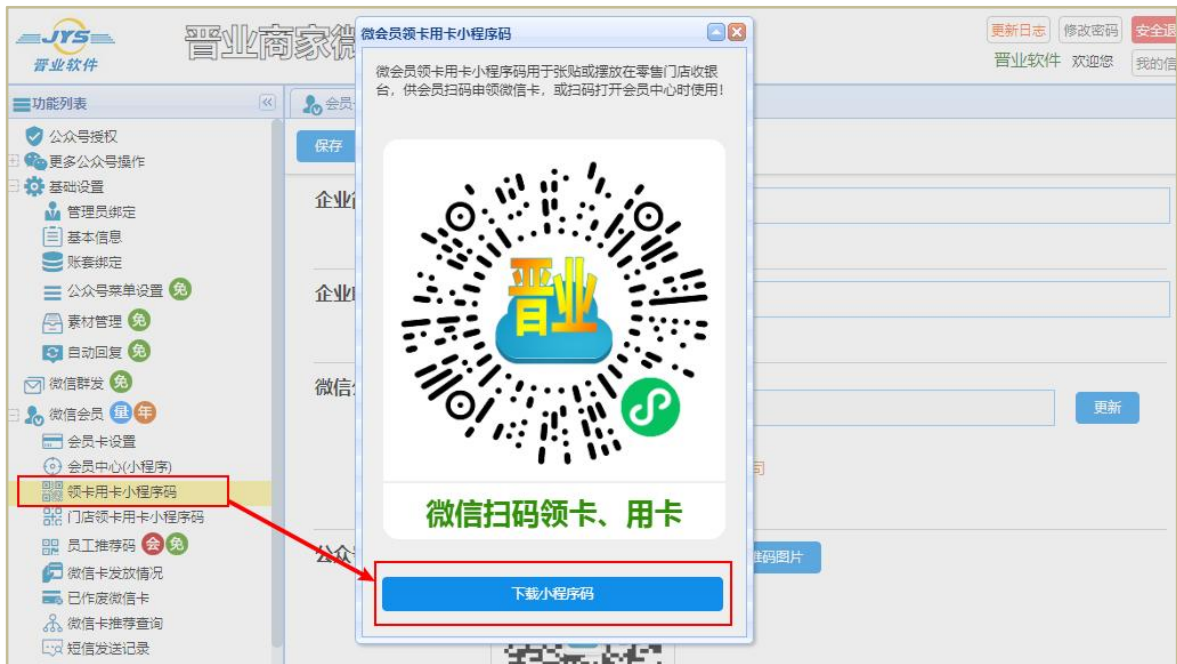 JYS
晋业软件
晋业商家微
更新日志
修改密码
安全退
晋业软件 欢迎您
我的信
功能列表
公众号授权
更多公众号操作
基础设置
管理员绑定
基本信息
账套绑定
公众号菜单设置 免
素材管理 免
自动回复 免
微信群发 免
微信会员 量 年
会员卡设置
会员中心(小程序)
领卡用卡小程序码
门店领卡用卡小程序码
员工推荐码 会 免
微信卡发放情况
已作废微信卡
微信卡推荐查询
短信发送记录
会员
保存
企业
企业
微信
更新
司
公众
维码图片
微会员领卡用卡小程序码
微会员领卡用卡小程序码用于张贴或摆放在零售门店收银
台，供会员扫码申领微信卡，或扫码打开会员中心时使用！
晋业
微信扫码领卡、用卡
下载小程序码